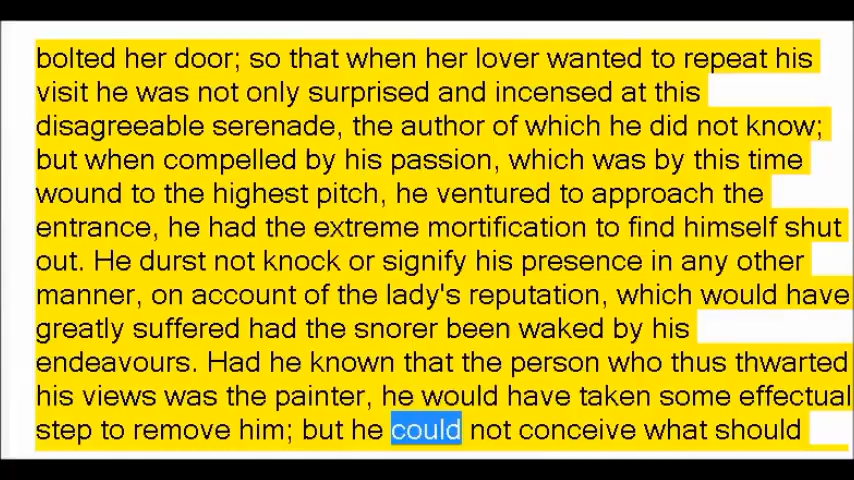 bolted her door; so that when her lover wanted to repeat his
visit he was not only surprised and incensed at this
disagreeable serenade, the author of which he did not know;
but when compelled by his passion, which was by this time
wound to the highest pitch, he ventured to approach the
entrance, he had the extreme mortification to find himself shut
out. He durst not knock or signify his presence in any other
manner, on account of the lady's reputation, which would have
greatly suffered had the snorer been waked by his
endeavours. Had he known that the person who thus thwarted
his views was the painter, he would have taken some effectual
step to remove him; but he could not conceive what should